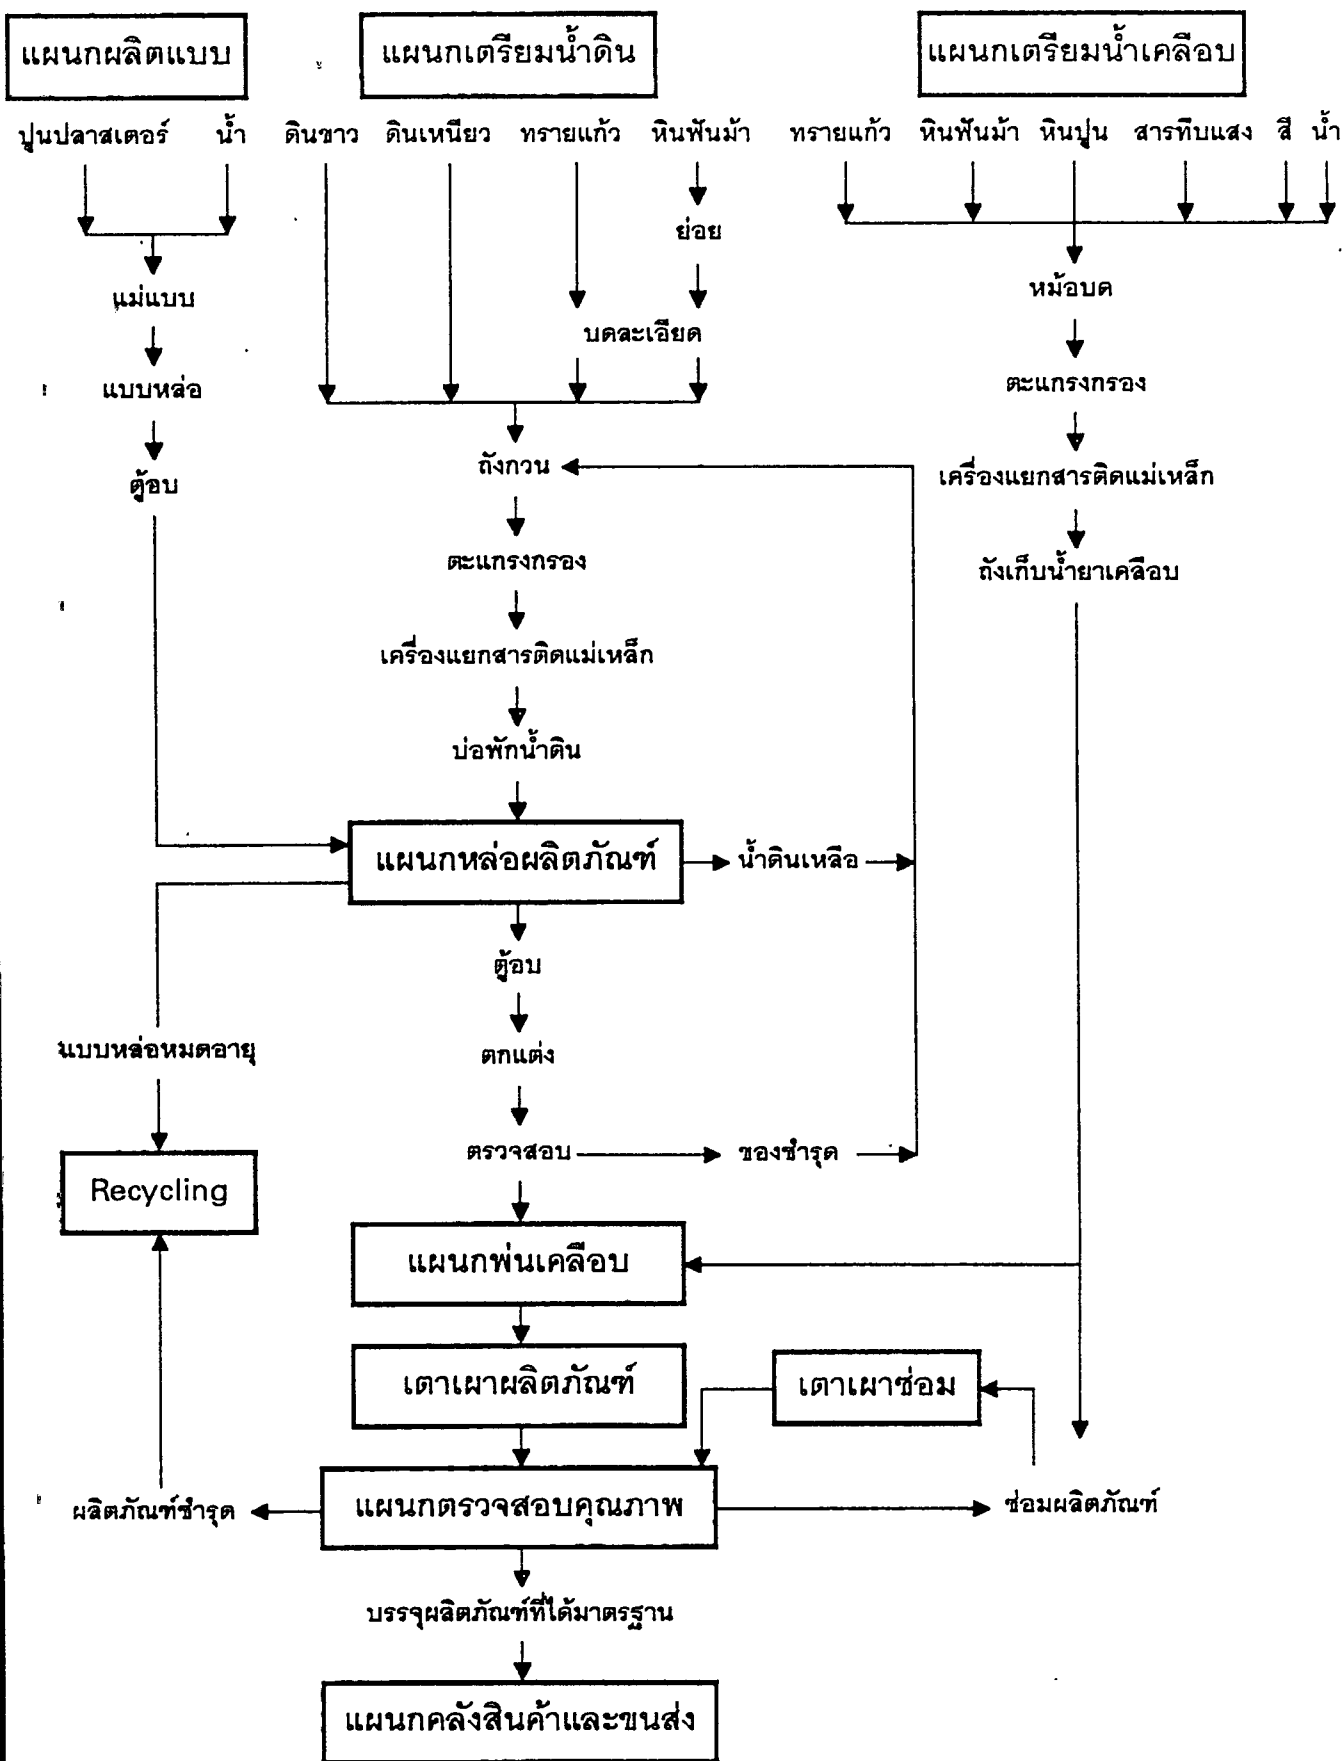 แผนกผลิตแบบ
แผนกเตรียมน้ำดิน
แผนกเตรียมน้ำเคลือบ
ปูนปลาสเตอร์ น้ำ ดินขาว ดินเหนียว ทรายแก้ว หินฟันม้า ทรายแก้ว หินฟันม้า หินปูน สารทึบแสง สี น้ำ
ย่อย
แม่แบบ
หม้อบด
บดละเอียด
แบบหล่อ
ตะแกรงกรอง
ถังกวน
เครื่องแยกสารติดแม่เหล็ก
ตู้อบ
ตะแกรงกรอง
ถังเก็บน้ำยาเคลือบ
เครื่องแยกสารติดแม่เหล็ก
บ่อพักน้ำดิน
แผนกหล่อผลิตภัณฑ์
น้ำดินเหลือ
ตู้อบ
แบบหล่อหมดอายุ
ตกแต่ง
ตรวจสอบ
ของชำรุด
Recycling
แผนกพ่นเคลือบ
เตาเผาผลิตภัณฑ์
เตาเผาซ่อม
ผลิตภัณฑ์ชำรุด
แผนกตรวจสอบคุณภาพ
ซ่อมผลิตภัณฑ์
บรรจุผลิตภัณฑ์ที่ได้มาตรฐาน
แผนกคลังสินค้าและขนส่ง